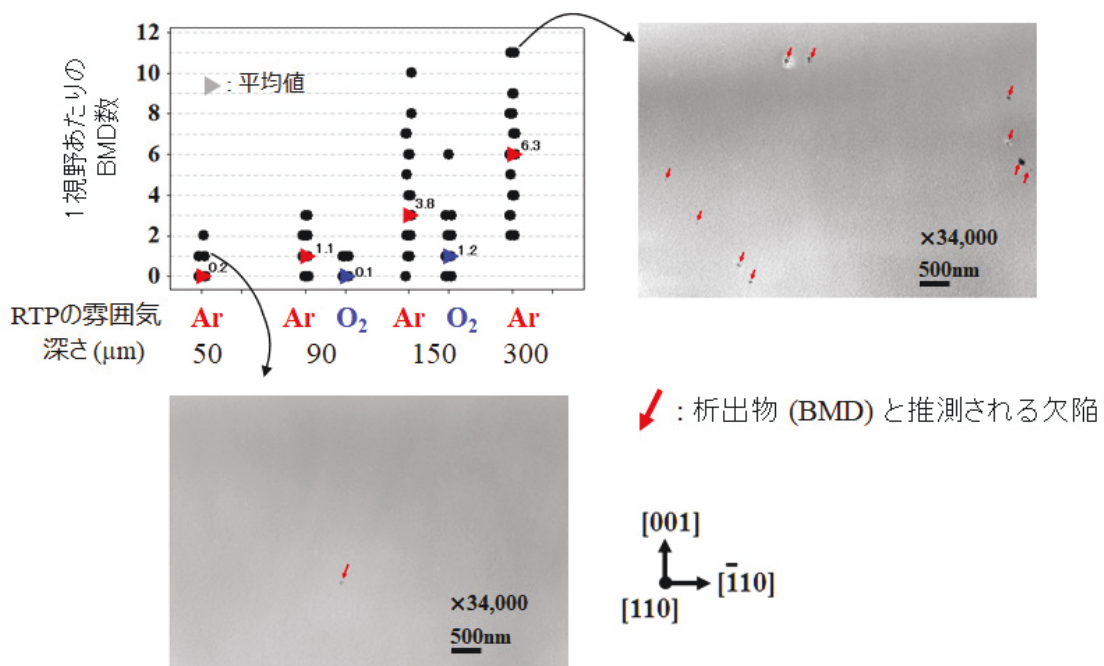 1視野あたりの
BMD数
12
10
8
6
4
2
0
: 平均値
0.2
1.1
0.1
3.8
1.2
6.3
RTPの雰囲気 Ar Ar O₂ Ar O₂ Ar
深さ(μm) 50 90 150 300
×34,000
500nm
: 析出物 (BMD) と推測される欠陥
×34,000
500nm
[001]
[1̄10]
[110]